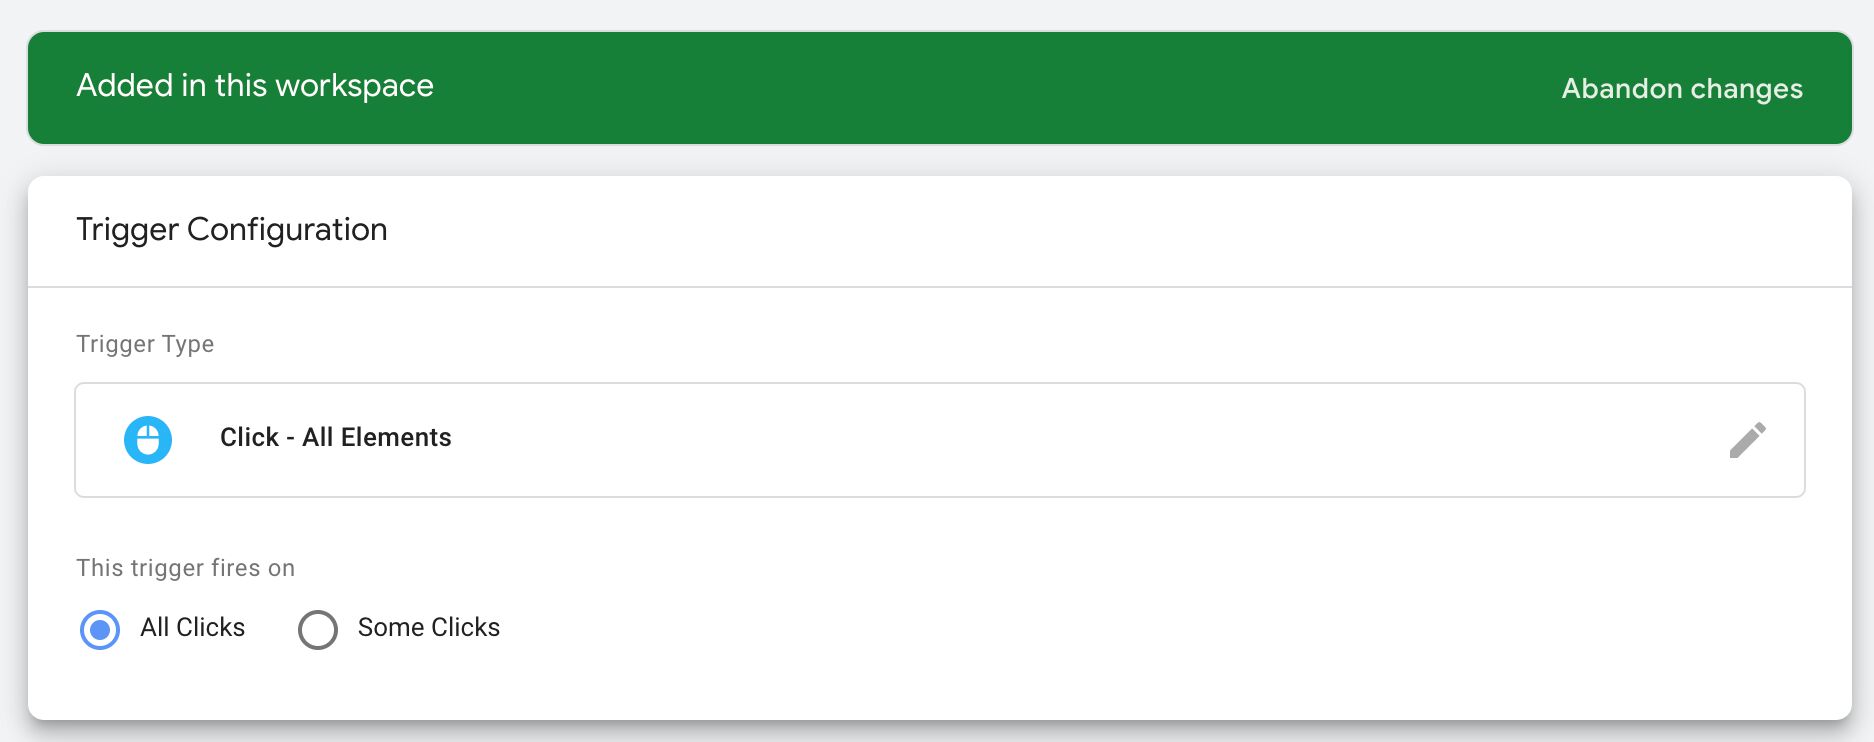 Added in this workspace
Abandon changes
Trigger Configuration
Trigger Type
Click - All Elements
This trigger fires on
All Clicks
Some Clicks